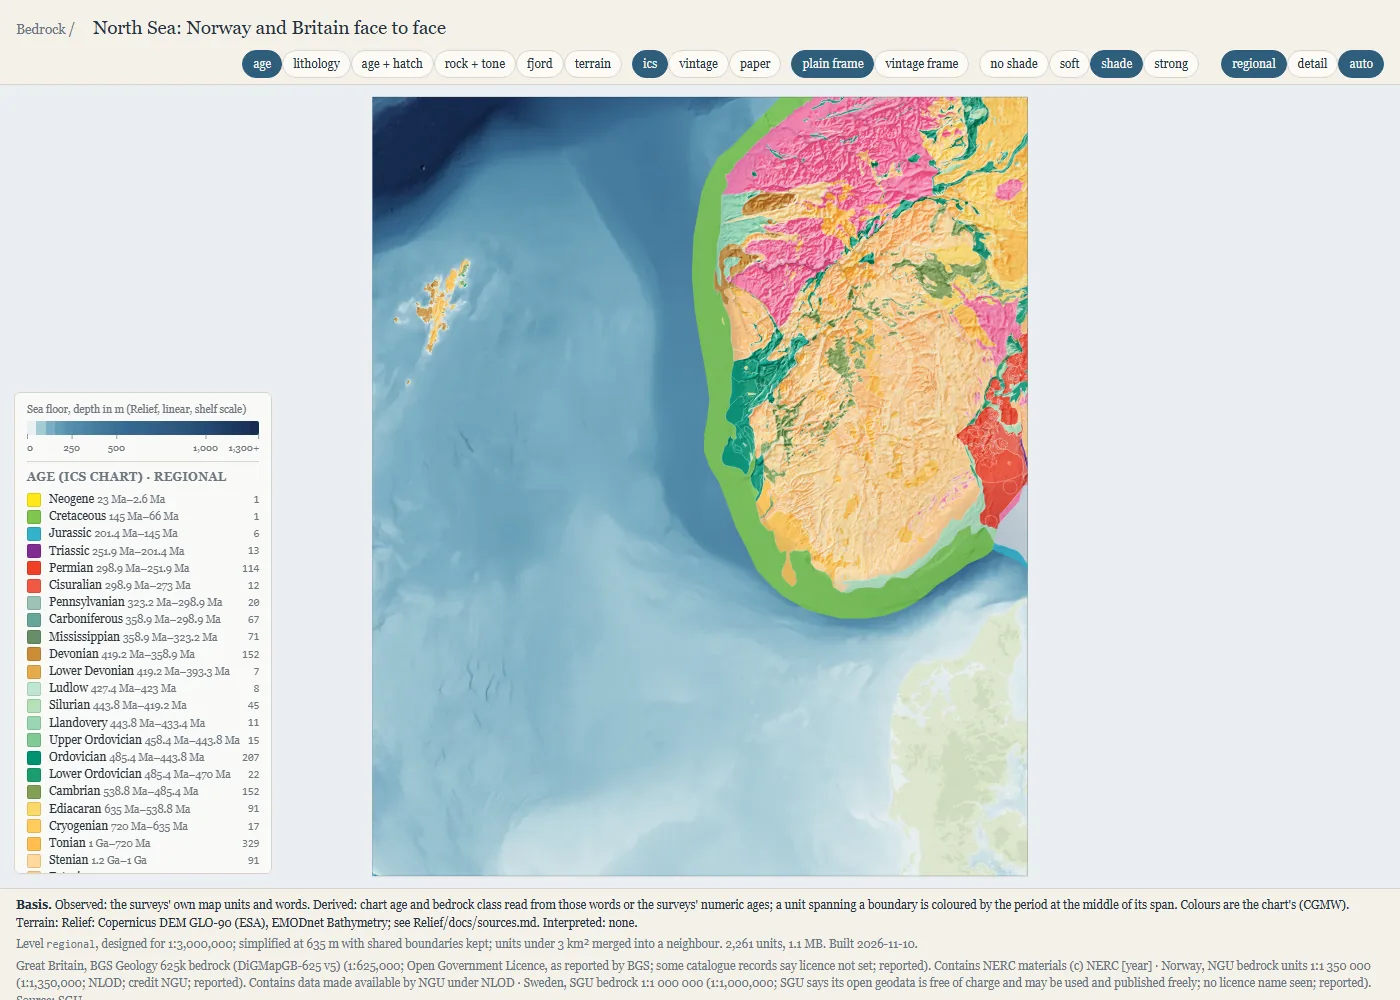 Bedrock / North Sea: Norway and Britain face to face
age lithology age + hatch rock + tone fjord terrain ics vintage paper plain frame vintage frame no shade soft shade strong regional detail auto
Sea floor, depth in m (Relief, linear, shelf scale)
0 250 500 1,000 1,300+
AGE (ICS CHART) · REGIONAL
Neogene 23 Ma–2.6 Ma 1
Cretaceous 145 Ma–66 Ma 1
Jurassic 201.4 Ma–145 Ma 6
Triassic 251.9 Ma–201.4 Ma 13
Permian 298.9 Ma–251.9 Ma 114
Cisuralian 298.9 Ma–273 Ma 12
Pennsylvanian 323.2 Ma–298.9 Ma 20
Carboniferous 358.9 Ma–298.9 Ma 67
Mississippian 358.9 Ma–323.2 Ma 71
Devonian 419.2 Ma–358.9 Ma 152
Lower Devonian 419.2 Ma–393.3 Ma 7
Ludlow 427.4 Ma–423 Ma 8
Silurian 443.8 Ma–419.2 Ma 45
Llandovery 443.8 Ma–433.4 Ma 11
Upper Ordovician 458.4 Ma–443.8 Ma 15
Ordovician 485.4 Ma–443.8 Ma 207
Lower Ordovician 485.4 Ma–470 Ma 22
Cambrian 538.8 Ma–485.4 Ma 152
Ediacaran 635 Ma–538.8 Ma 91
Cryogenian 720 Ma–635 Ma 17
Tonian 1 Ga–720 Ma 329
Stenian 1.2 Ga–1 Ga 91
Basis. Observed: the surveys' own map units and words. Derived: chart age and bedrock class read from those words or the surveys' numeric ages; a unit spanning a boundary is coloured by the period at the middle of its span. Colours are the chart's (CGMW).
Terrain: Relief: Copernicus DEM GLO-90 (ESA), EMODnet Bathymetry; see Relief/docs/sources.md. Interpreted: none.
Level regional, designed for 1:3,000,000; simplified at 635 m with shared boundaries kept; units under 3 km² merged into a neighbour. 2,261 units, 1.1 MB. Built 2026-11-10.
Great Britain, BGS Geology 625k bedrock (DiGMapGB-625 v5) (1:625,000; Open Government Licence, as reported by BGS; some catalogue records say licence not set; reported). Contains NERC materials (c) NERC [year] · Norway, NGU bedrock units 1:1 350 000
(1:1,350,000; NLOD; credit NGU; reported). Contains data made available by NGU under NLOD · Sweden, SGU bedrock 1:1 000 000 (1:1,000,000; SGU says its open geodata is free of charge and may be used and published freely; no licence name seen; reported).
Source: SGU